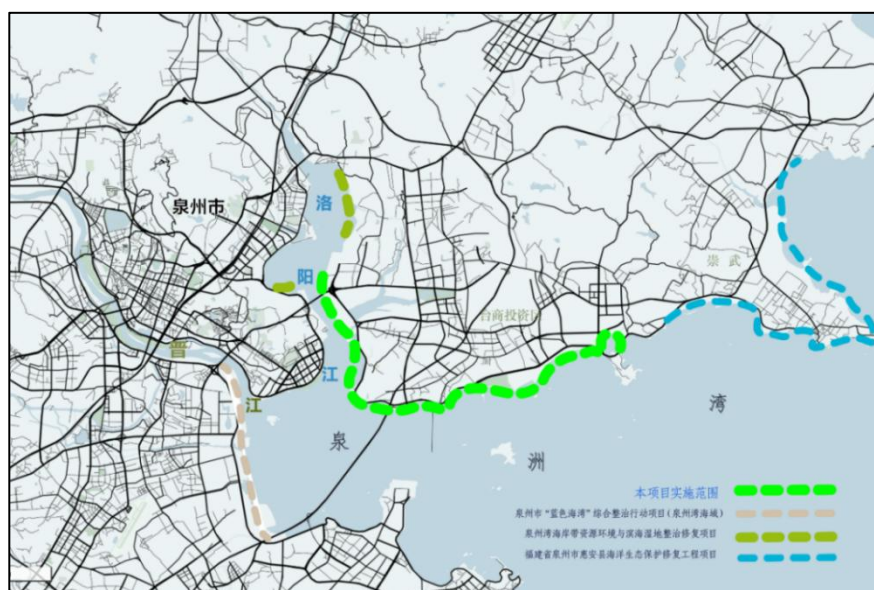 洛
泉州市
崇武
阳
台商投资区
晋
江
江
湾
泉
洲
本项目实施范围
泉州市“蓝色海湾”综合整治行动项目(泉州湾海域)
泉州湾海岸带资源环境与滨海湿地整治修复项目
福建省泉州市惠安县海洋生态保护修复工程项目